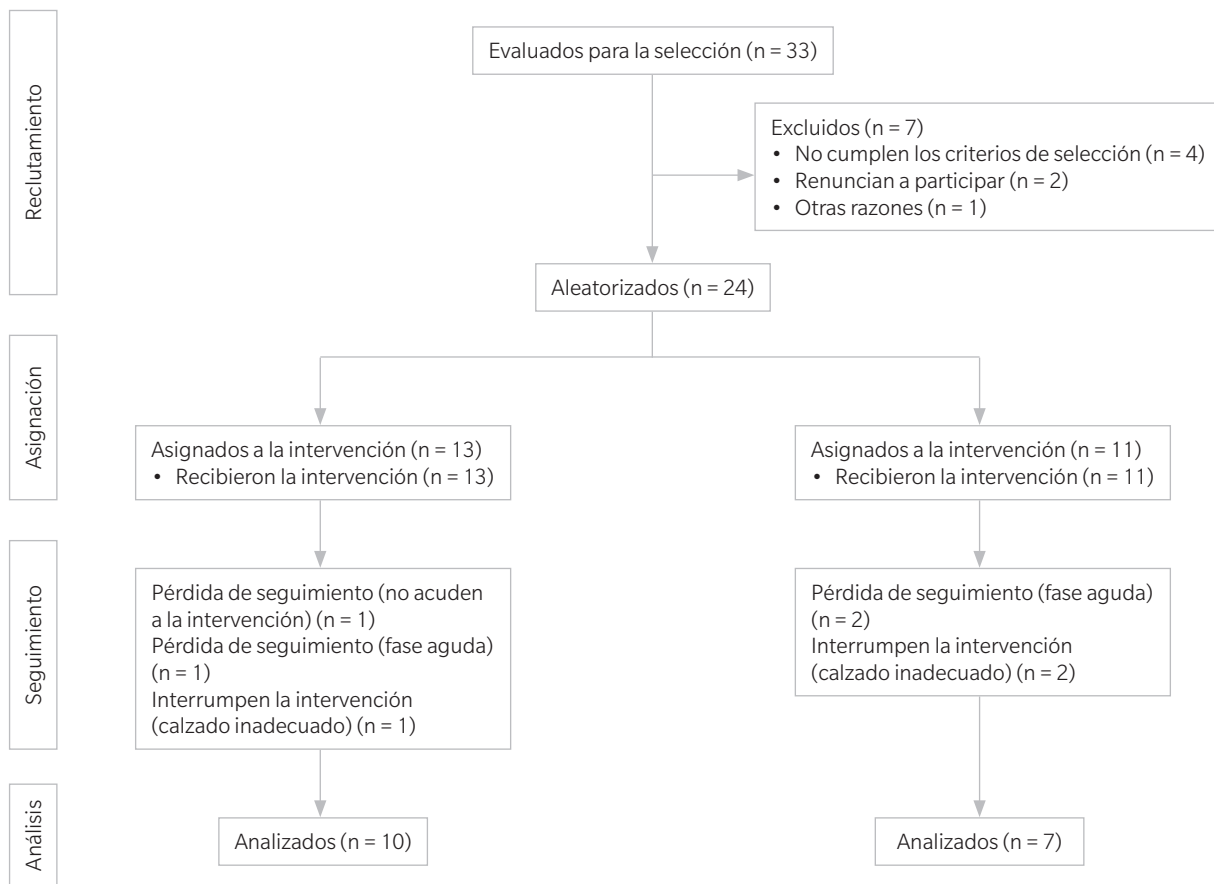 Reclutamiento
Evaluados para la selección (n = 33)
Excluidos (n = 7)
• No cumplen los criterios de selección (n = 4)
• Renuncian a participar (n = 2)
• Otras razones (n = 1)
Aleatorizados (n = 24)
Asignación
Asignados a la intervención (n = 13)
• Recibieron la intervención (n = 13)
Asignados a la intervención (n = 11)
• Recibieron la intervención (n = 11)
Seguimiento
Pérdida de seguimiento (no acuden
a la intervención) (n = 1)
Pérdida de seguimiento (fase aguda)
(n = 1)
Interrumpen la intervención
(calzado inadecuado) (n = 1)
Pérdida de seguimiento (fase aguda)
(n = 2)
Interrumpen la intervención
(calzado inadecuado) (n = 2)
Análisis
Analizados (n = 10)
Analizados (n = 7)